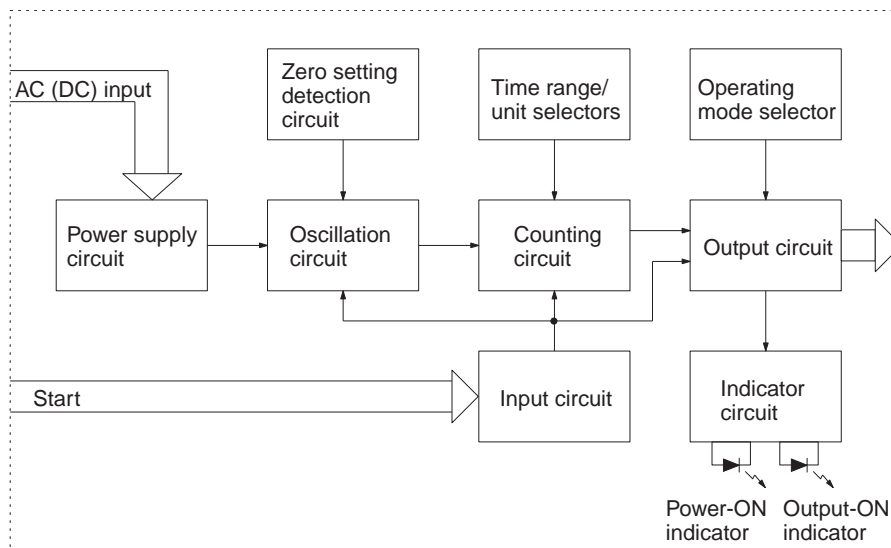 AC (DC) input
Zero setting
detection
circuit
Time range/
unit selectors
Operating
mode selector
Power supply
circuit
Oscillation
circuit
Counting
circuit
Output circuit
Start
Input circuit
Indicator
circuit
Power-ON
indicator
Output-ON
indicator